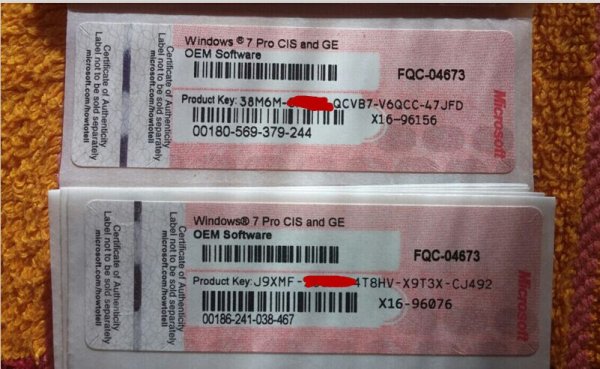 Certificate of Authenticity
Label not to be sold separately
microsoft.com/howtotell
Windows ® 7 Pro CIS and GE
OEM Software
FQC-04673
Product Key: 38M6M- QCVB7-V6QCC-47JFD
X16-96156
00180-569-379-244
Microsoft
Certificate of Authenticity
Label not to be sold separately
microsoft.com/howtotell
Windows® 7 Pro CIS and GE
OEM Software
FQC-04673
Product Key: J9XMF - 4T8HV-X9T3X-CJ492
X16-96076
00186-241-038-467
Microsoft